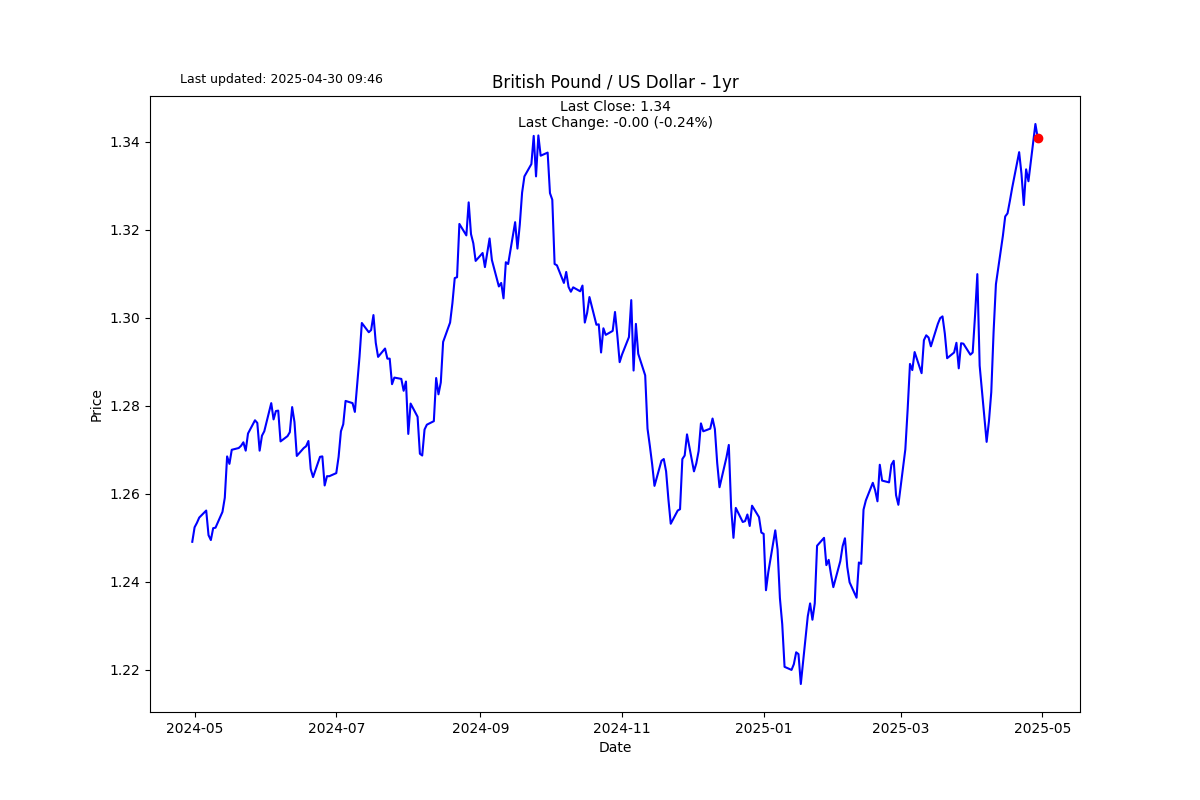 Last updated: 2025-04-30 09:46
British Pound / US Dollar - 1yr
Last Close: 1.34
Last Change: -0.00 (-0.24%)
Price
1.34
1.32
1.30
1.28
1.26
1.24
1.22
2024-05 2024-07 2024-09 2024-11 2025-01 2025-03 2025-05
Date